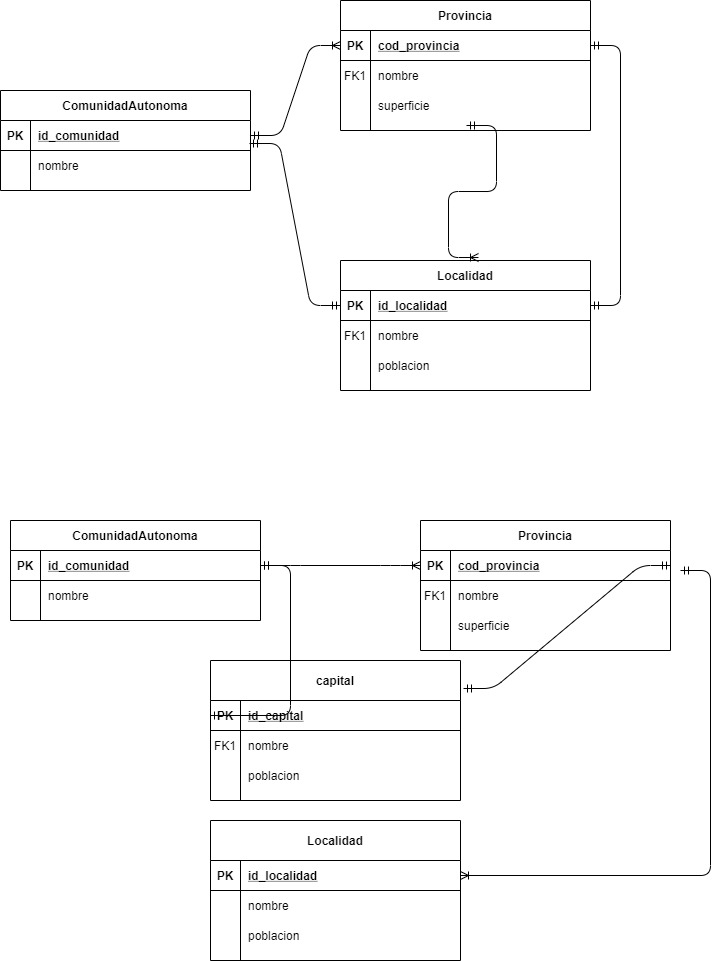 Provincia
PK cod_provincia
FK1 nombre
superficie
ComunidadAutonoma
PK id_comunidad
nombre
Localidad
PK id_localidad
FK1 nombre
poblacion
ComunidadAutonoma
PK id_comunidad
nombre
Provincia
PK cod_provincia
FK1 nombre
superficie
capital
PK id_capital
FK1 nombre
poblacion
Localidad
PK id_localidad
nombre
poblacion